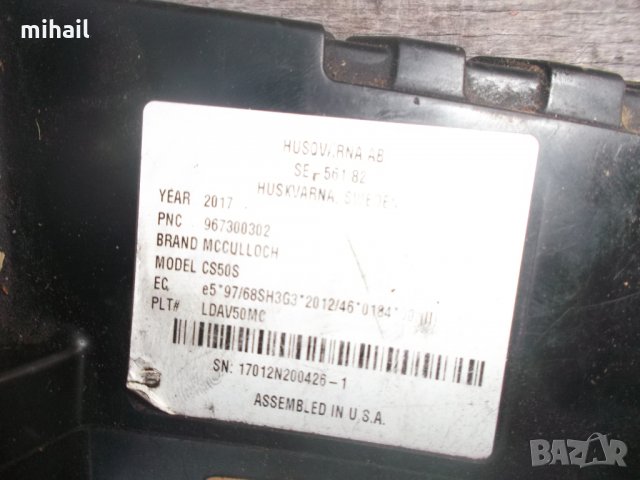 mihail
HUSQVARNA AB
SE - 561 82
HUSKVARNA, SWEDEN
YEAR 2017
PNC 967300302
BRAND MCCULLOCH
MODEL CS50S
EC e5*97/68SH3G3*2012/46*0184*
PLT# LDAV50MC
SN: 17012N200426-1
ASSEMBLED IN U.S.A.
BAZAR